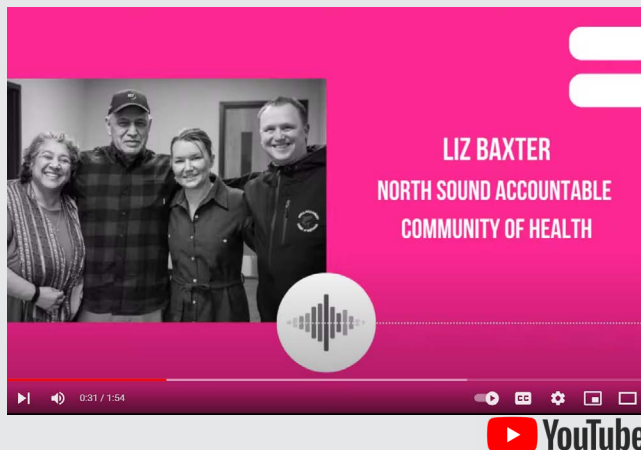 LIZ BAXTER
NORTH SOUND ACCOUNTABLE
COMMUNITY OF HEALTH
0:31 / 1:54
CC
YouTube